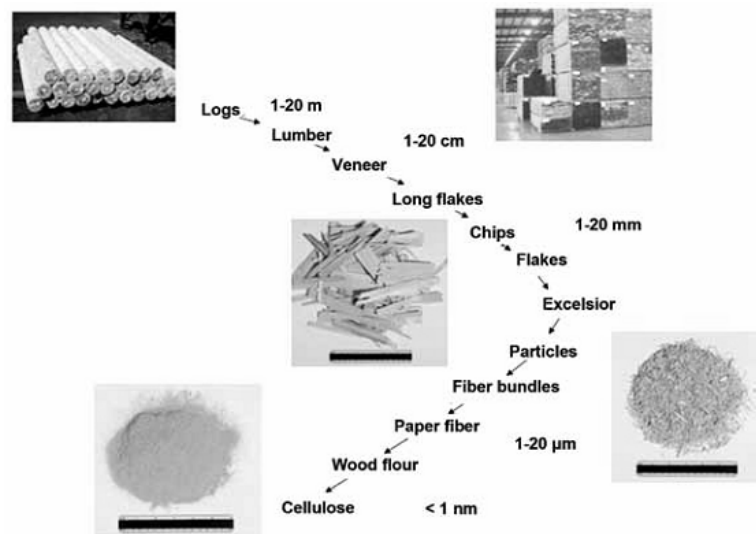 Logs
1-20 m
Lumber
1-20 cm
Veneer
Long flakes
Chips
1-20 mm
Flakes
Excelsior
Particles
Fiber bundles
Paper fiber
1-20 µm
Wood flour
Cellulose
< 1 nm